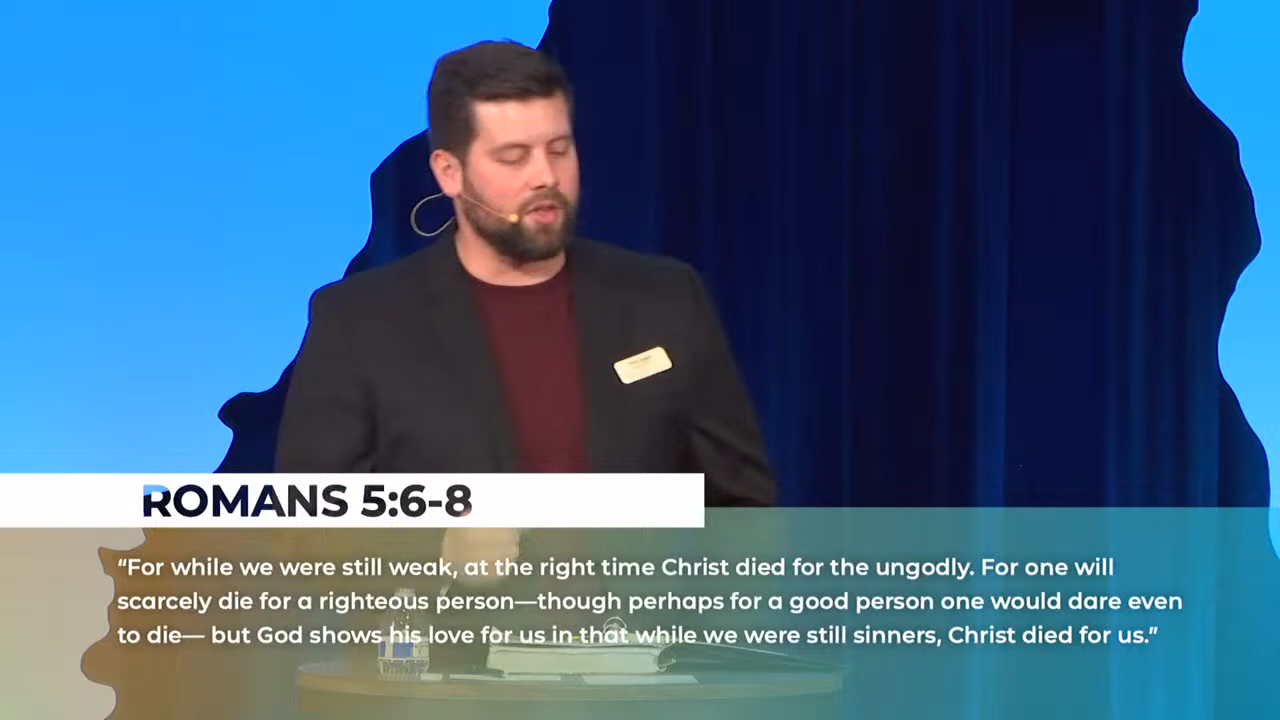 ROMANS 5:6-8
“For while we were still weak, at the right time Christ died for the ungodly. For one will
scarcely die for a righteous person—though perhaps for a good person one would dare even
to die— but God shows his love for us in that while we were still sinners, Christ died for us.”